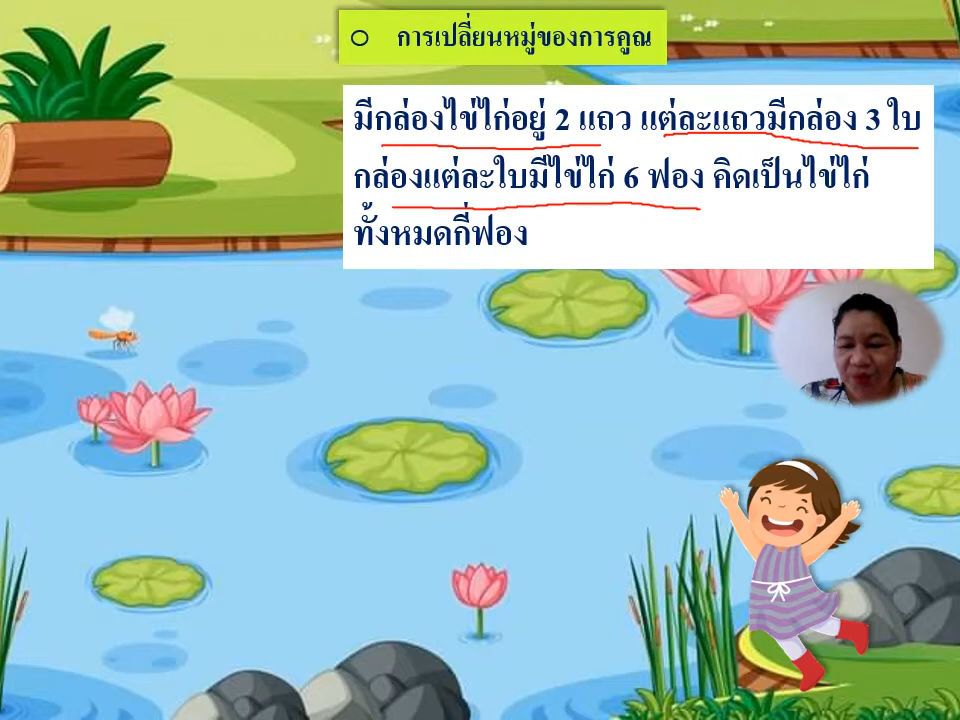 การเปลี่ยนหมู่ของการคูณ
มีกล่องไข่ไก่อยู่ 2 แถว แต่ละแถวมีกล่อง 3 ใบ
กล่องแต่ละใบมีไข่ไก่ 6 ฟอง คิดเป็นไข่ไก่
ทั้งหมดกี่ฟอง